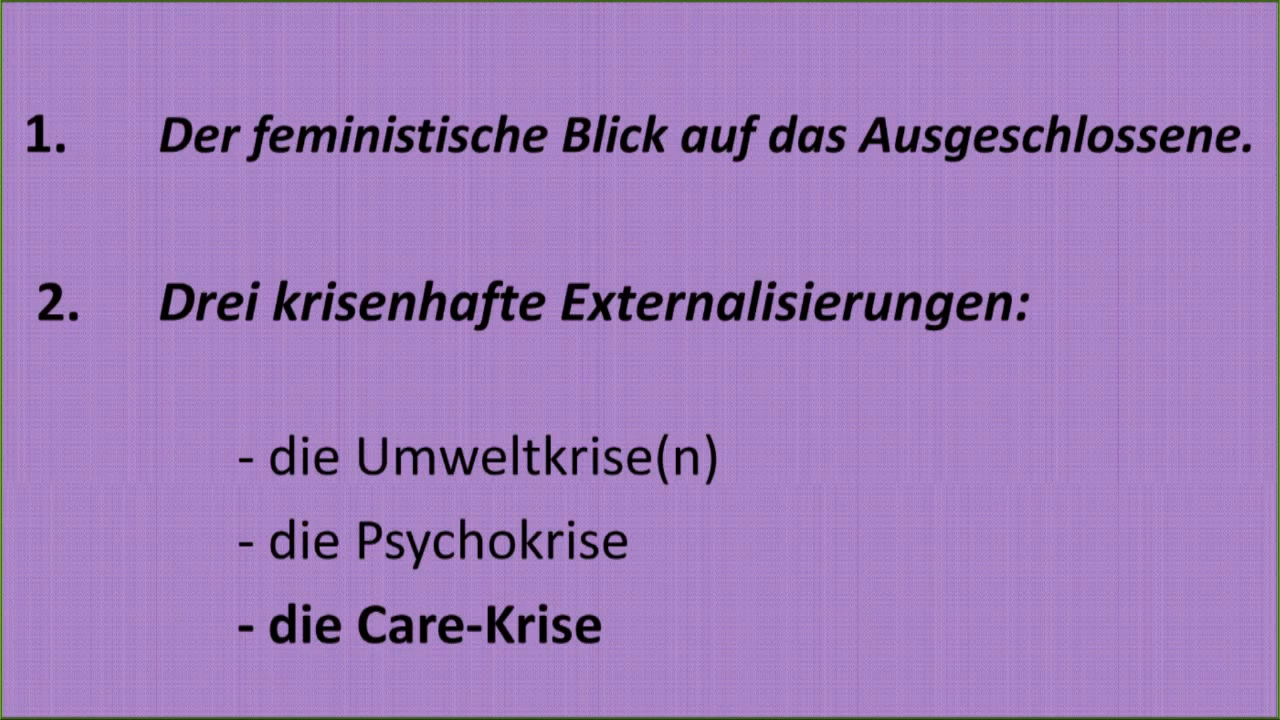 1. Der feministische Blick auf das Ausgeschlossene.
2. Drei krisenhafte Externalisierungen:
- die Umweltkrise(n)
- die Psychokrise
- die Care-Krise